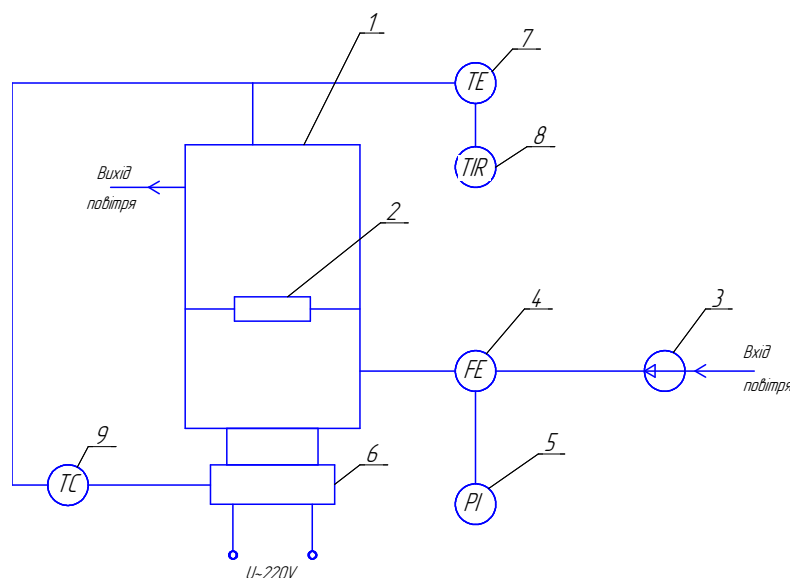 1
7
TE
8
TIR
Вихід
повітря
2
4
3
FE
Вхід
повітря
9
5
6
TC
PI
U~220V